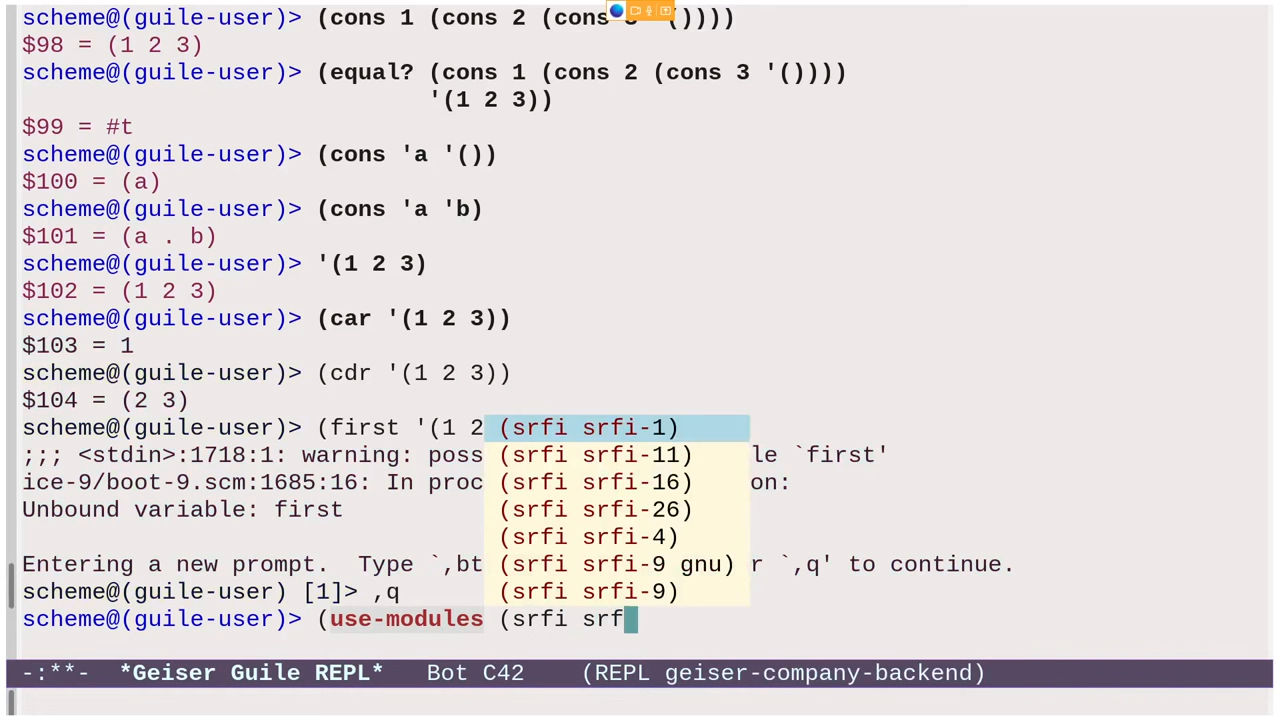 scheme@(guile-user)> (cons 1 (cons 2 (cons 3 '())))
$98 = (1 2 3)
scheme@(guile-user)> (equal? (cons 1 (cons 2 (cons 3 '())))
'(1 2 3))
$99 = #t
scheme@(guile-user)> (cons 'a '())
$100 = (a)
scheme@(guile-user)> (cons 'a 'b)
$101 = (a . b)
scheme@(guile-user)> '(1 2 3)
$102 = (1 2 3)
scheme@(guile-user)> (car '(1 2 3))
$103 = 1
scheme@(guile-user)> (cdr '(1 2 3))
$104 = (2 3)
scheme@(guile-user)> (first '(1 2 (srfi srfi-1)
;;; <stdin>:1718:1: warning: poss (srfi srfi-11) le `first'
ice-9/boot-9.scm:1685:16: In proc (srfi srfi-16) on:
Unbound variable: first (srfi srfi-26)
(srfi srfi-4)
Entering a new prompt. Type `,bt (srfi srfi-9 gnu) r `,q' to continue.
scheme@(guile-user) [1]> ,q (srfi srfi-9)
scheme@(guile-user)> (use-modules (srfi srf
-:**- *Geiser Guile REPL* Bot C42 (REPL geiser-company-backend)